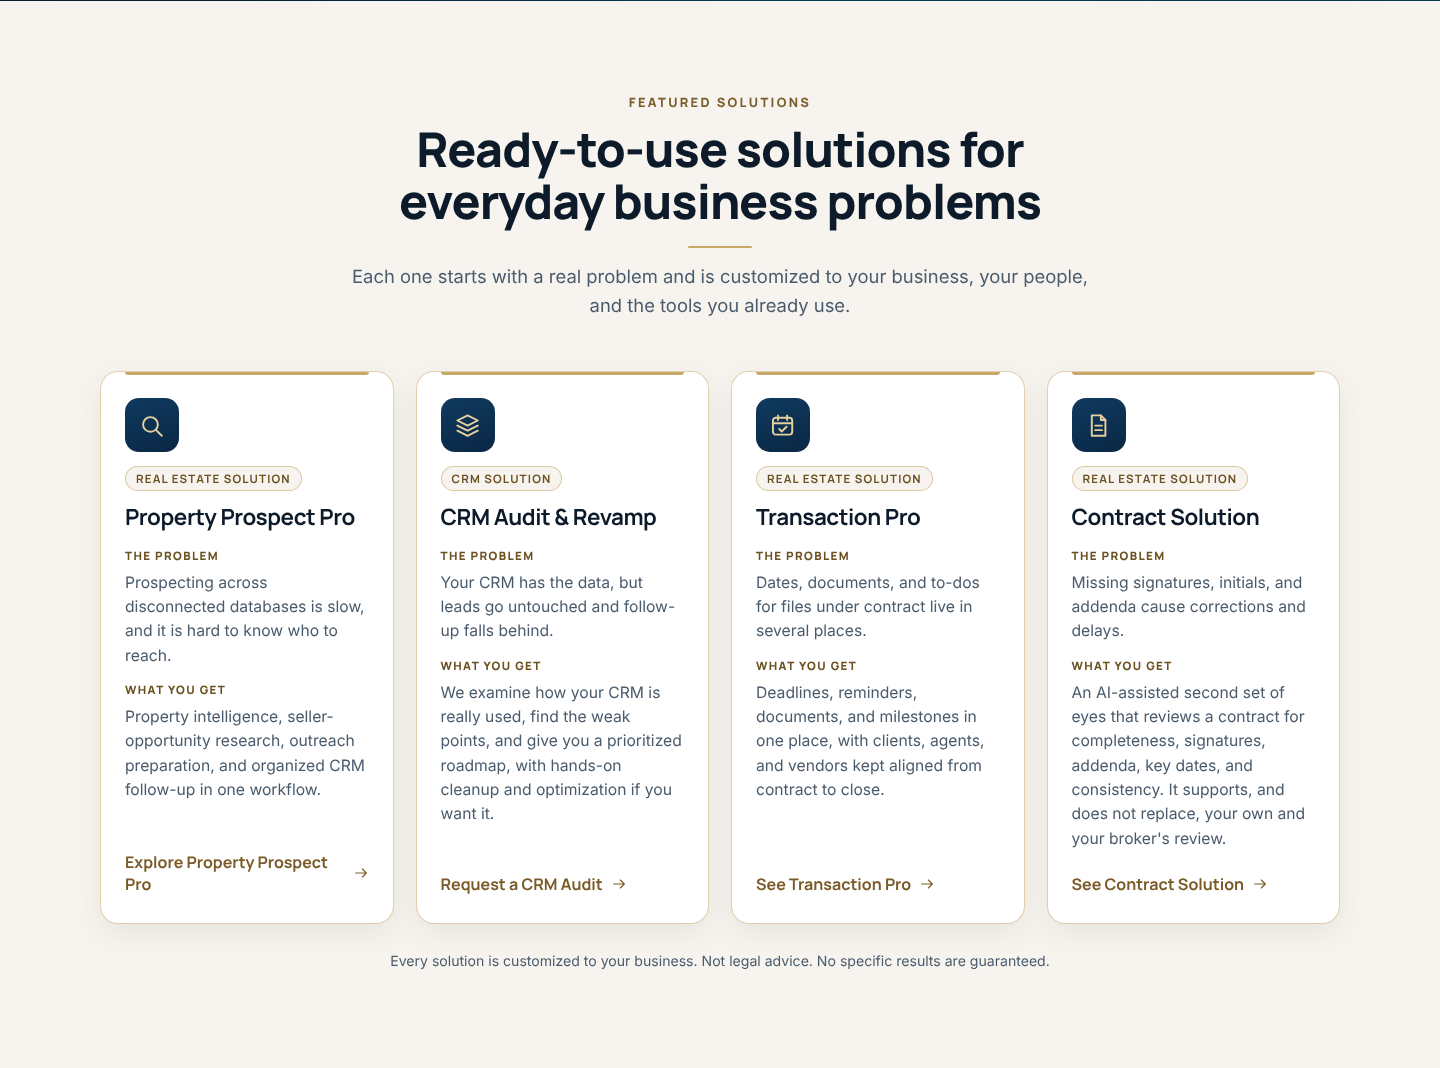 FEATURED SOLUTIONS
Ready-to-use solutions for
everyday business problems
Each one starts with a real problem and is customized to your business, your people,
and the tools you already use.
REAL ESTATE SOLUTION
Property Prospect Pro
THE PROBLEM
Prospecting across
disconnected databases is slow,
and it is hard to know who to
reach.
WHAT YOU GET
Property intelligence, seller-
opportunity research, outreach
preparation, and organized CRM
follow-up in one workflow.
Explore Property Prospect
Pro
CRM SOLUTION
CRM Audit & Revamp
THE PROBLEM
Your CRM has the data, but
leads go untouched and follow-
up falls behind.
WHAT YOU GET
We examine how your CRM is
really used, find the weak
points, and give you a prioritized
roadmap, with hands-on
cleanup and optimization if you
want it.
Request a CRM Audit
REAL ESTATE SOLUTION
Transaction Pro
THE PROBLEM
Dates, documents, and to-dos
for files under contract live in
several places.
WHAT YOU GET
Deadlines, reminders,
documents, and milestones in
one place, with clients, agents,
and vendors kept aligned from
contract to close.
See Transaction Pro
REAL ESTATE SOLUTION
Contract Solution
THE PROBLEM
Missing signatures, initials, and
addenda cause corrections and
delays.
WHAT YOU GET
An AI-assisted second set of
eyes that reviews a contract for
completeness, signatures,
addenda, key dates, and
consistency. It supports, and
does not replace, your own and
your broker's review.
See Contract Solution
Every solution is customized to your business. Not legal advice. No specific results are guaranteed.